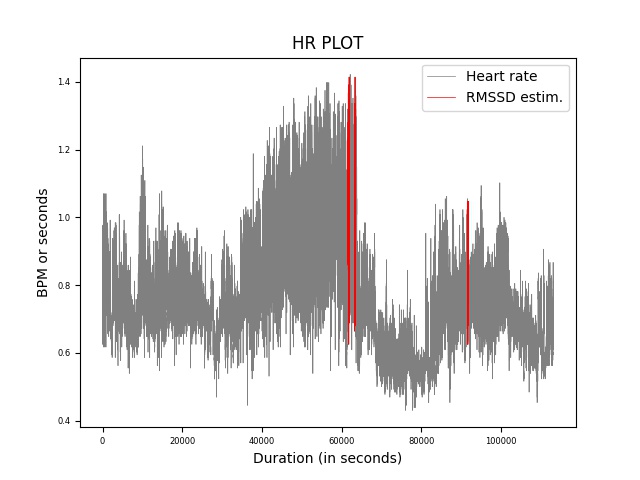 HR PLOT
Heart rate
RMSSD estim.
1.4
1.2
1.0
0.8
0.6
0.4
BPM or seconds
0 20000 40000 60000 80000 100000
Duration (in seconds)